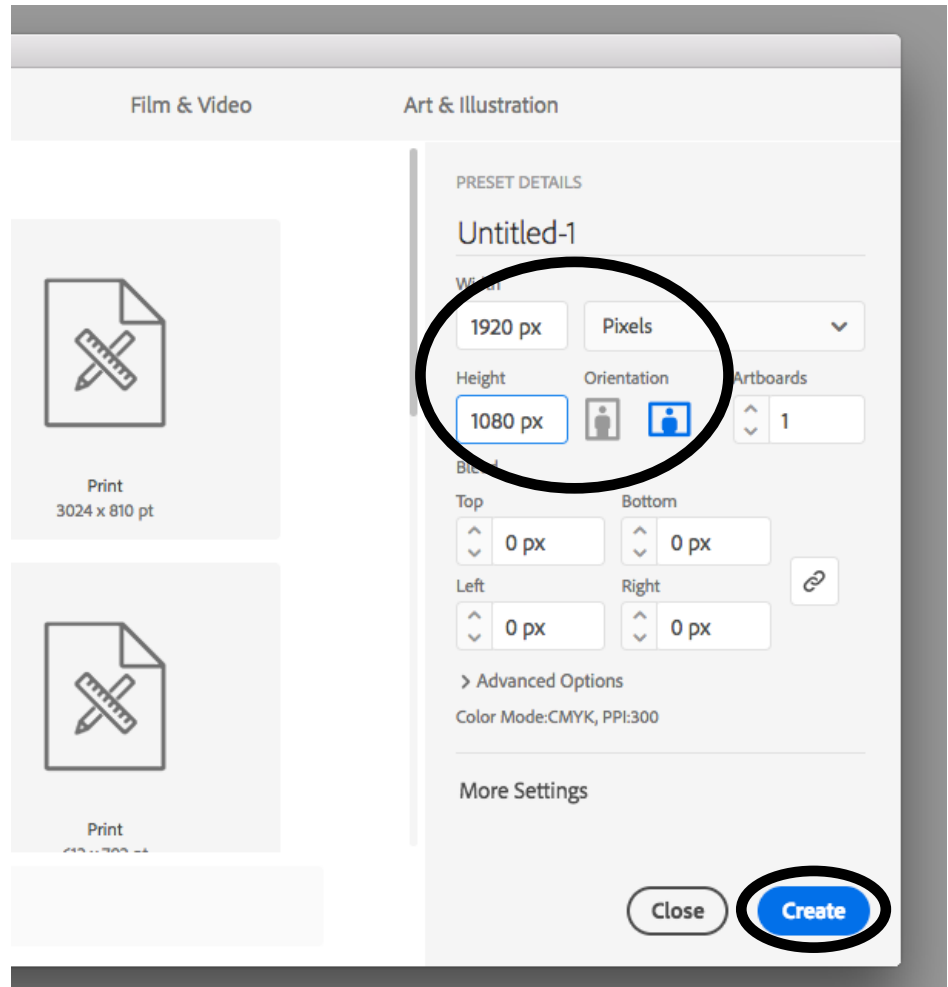 Film & Video
Art & Illustration
PRESET DETAILS
Untitled-1
Width
1920 px
Pixels
Height
Orientation
Artboards
1080 px
1
Bleed
Top
Bottom
0 px
0 px
Left
Right
0 px
0 px
> Advanced Options
Color Mode:CMYK, PPI:300
More Settings
Close
Create
Print
3024 x 810 pt
Print